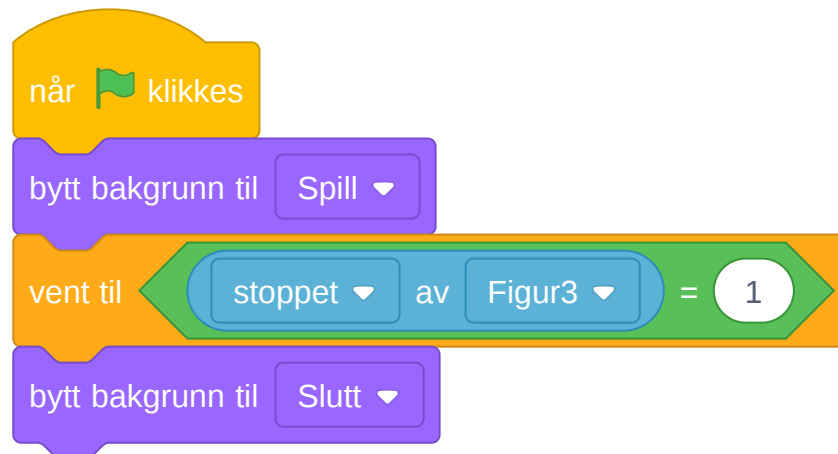 når klikkes
bytt bakgrunn til Spill
vent til stoppet av Figur3 = 1
bytt bakgrunn til Slutt